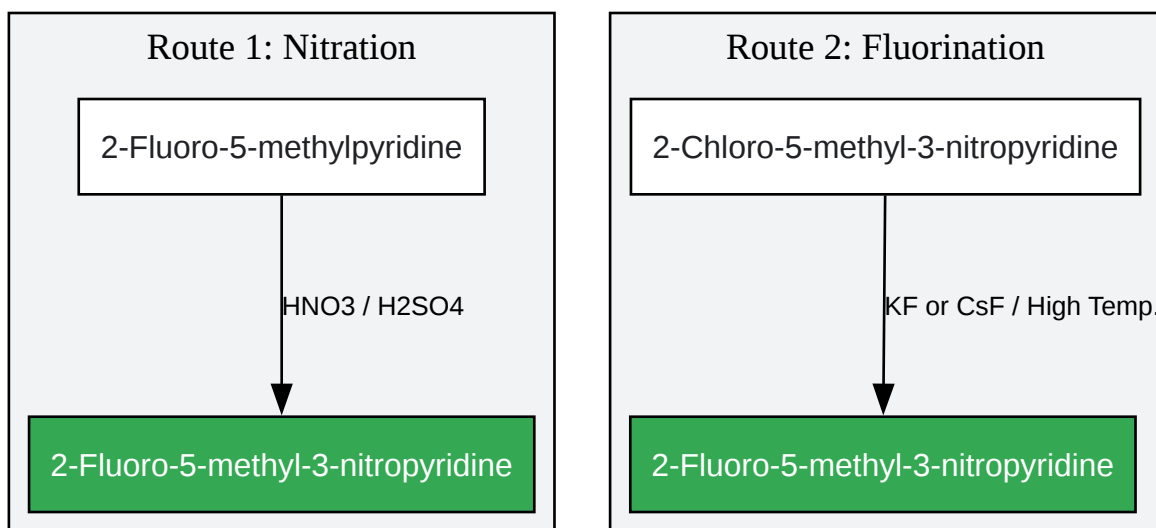 Route 1: Nitration
2-Fluoro-5-methylpyridine
HNO3 / H2SO4
2-Fluoro-5-methyl-3-nitropyridine
Route 2: Fluorination
2-Chloro-5-methyl-3-nitropyridine
KF or CsF / High Temp.
2-Fluoro-5-methyl-3-nitropyridine